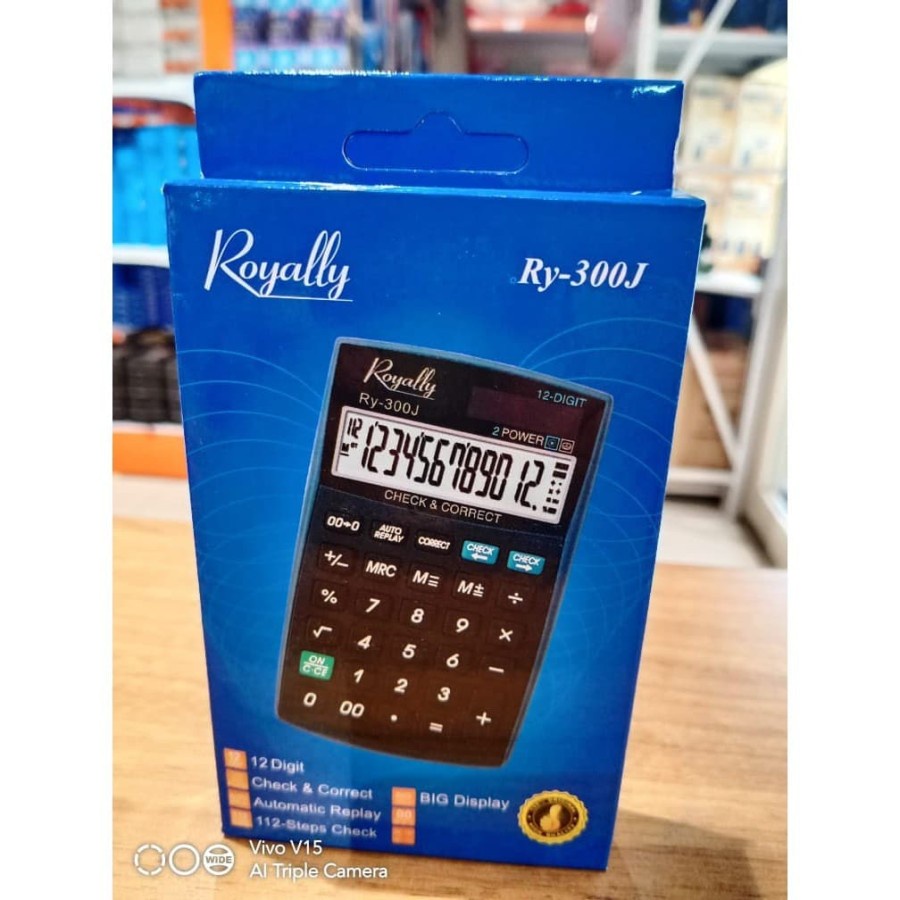 Royally
Ry-300J
Royally
Ry-300J
12-DIGIT
2 POWER
12
123456789012.
CHECK & CORRECT
00→0 AUTO REPLAY CORRECT CHECK ← CHECK →
+/− MRC M= M± ÷
% 7 8 9 ×
√ 4 5 6 −
ON C·CE 1 2 3 +
0 00 · =
12 Digit
Check & Correct
Automatic Replay
112-Steps Check
BIG Display
WIDE
Vivo V15
AI Triple Camera